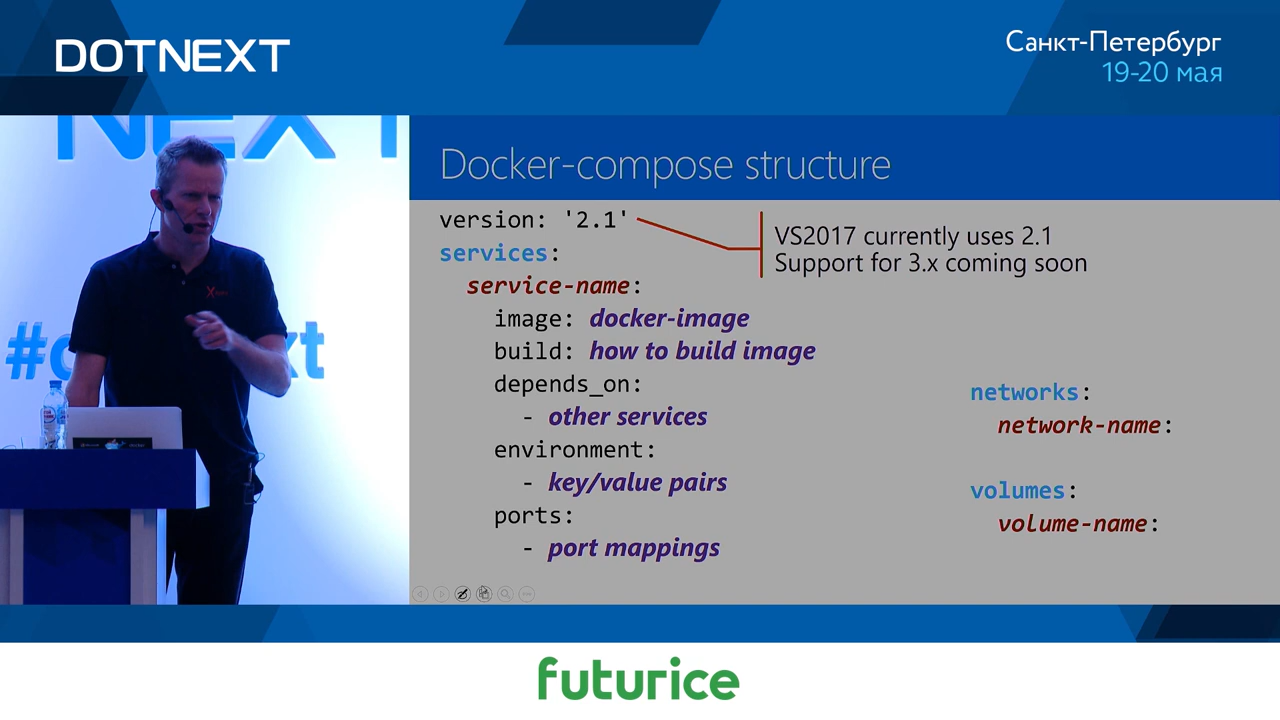 DOTNEXT
Санкт-Петербург
19-20 мая
NEXT
Docker-compose structure
version: '2.1'
VS2017 currently uses 2.1
Support for 3.x coming soon
services:
service-name:
image: docker-image
build: how to build image
depends_on:
- other services
environment:
- key/value pairs
ports:
- port mappings
networks:
network-name:
volumes:
volume-name:
futurice